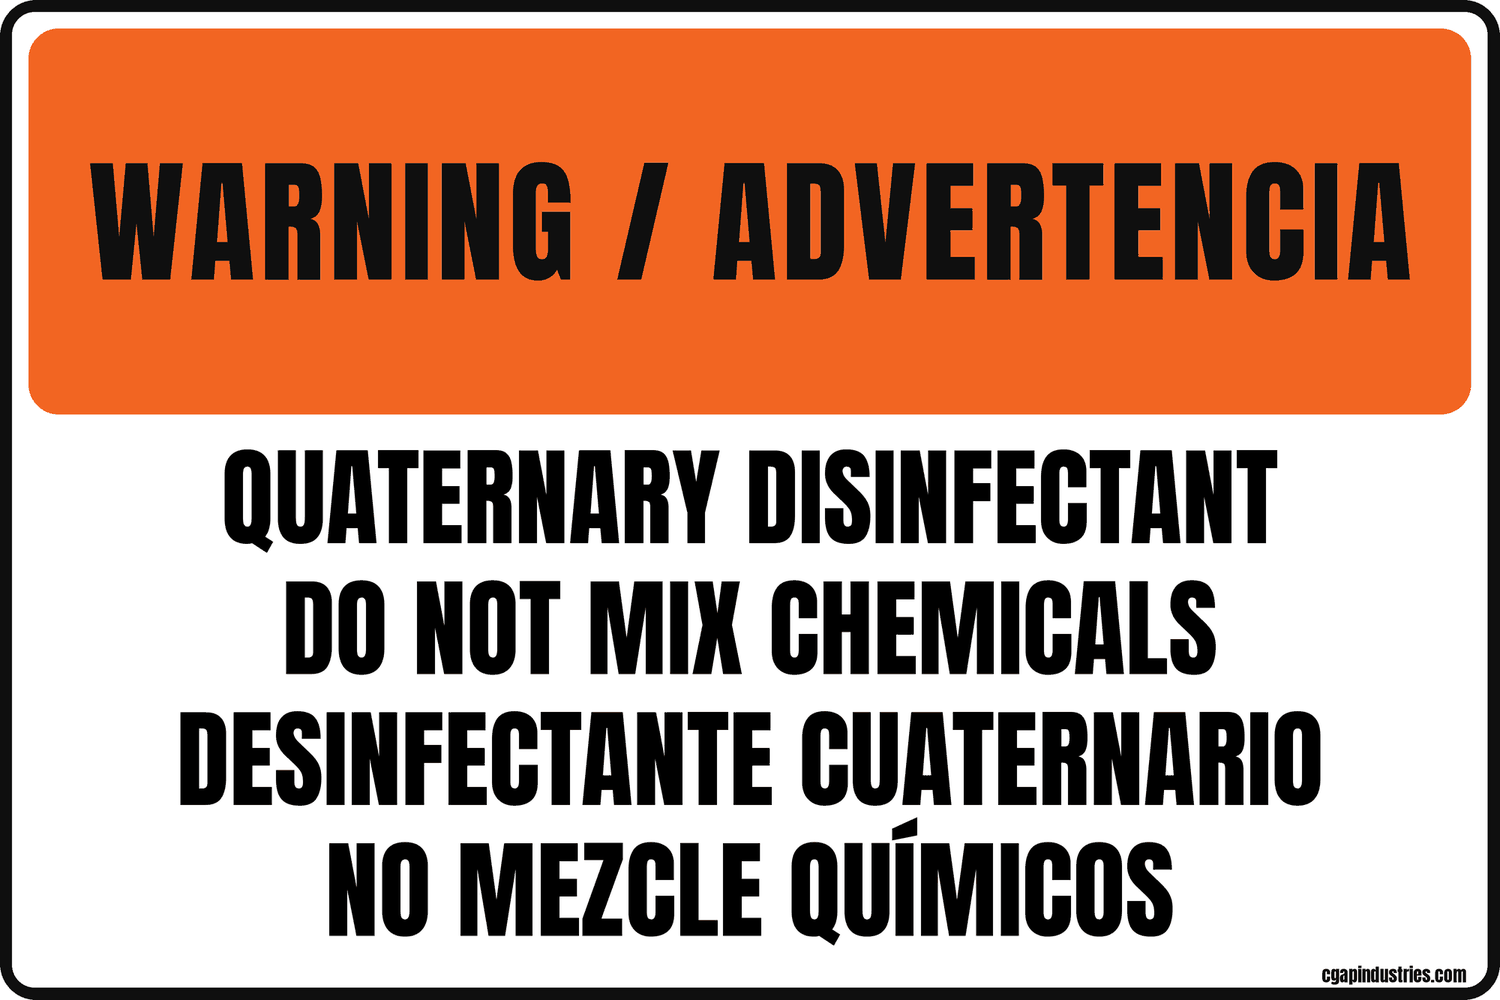 WARNING / ADVERTENCIA
QUATERNARY DISINFECTANT
DO NOT MIX CHEMICALS
DESINFECTANTE CUATERNARIO
NO MEZCLE QUÍMICOS
cgapindustries.com